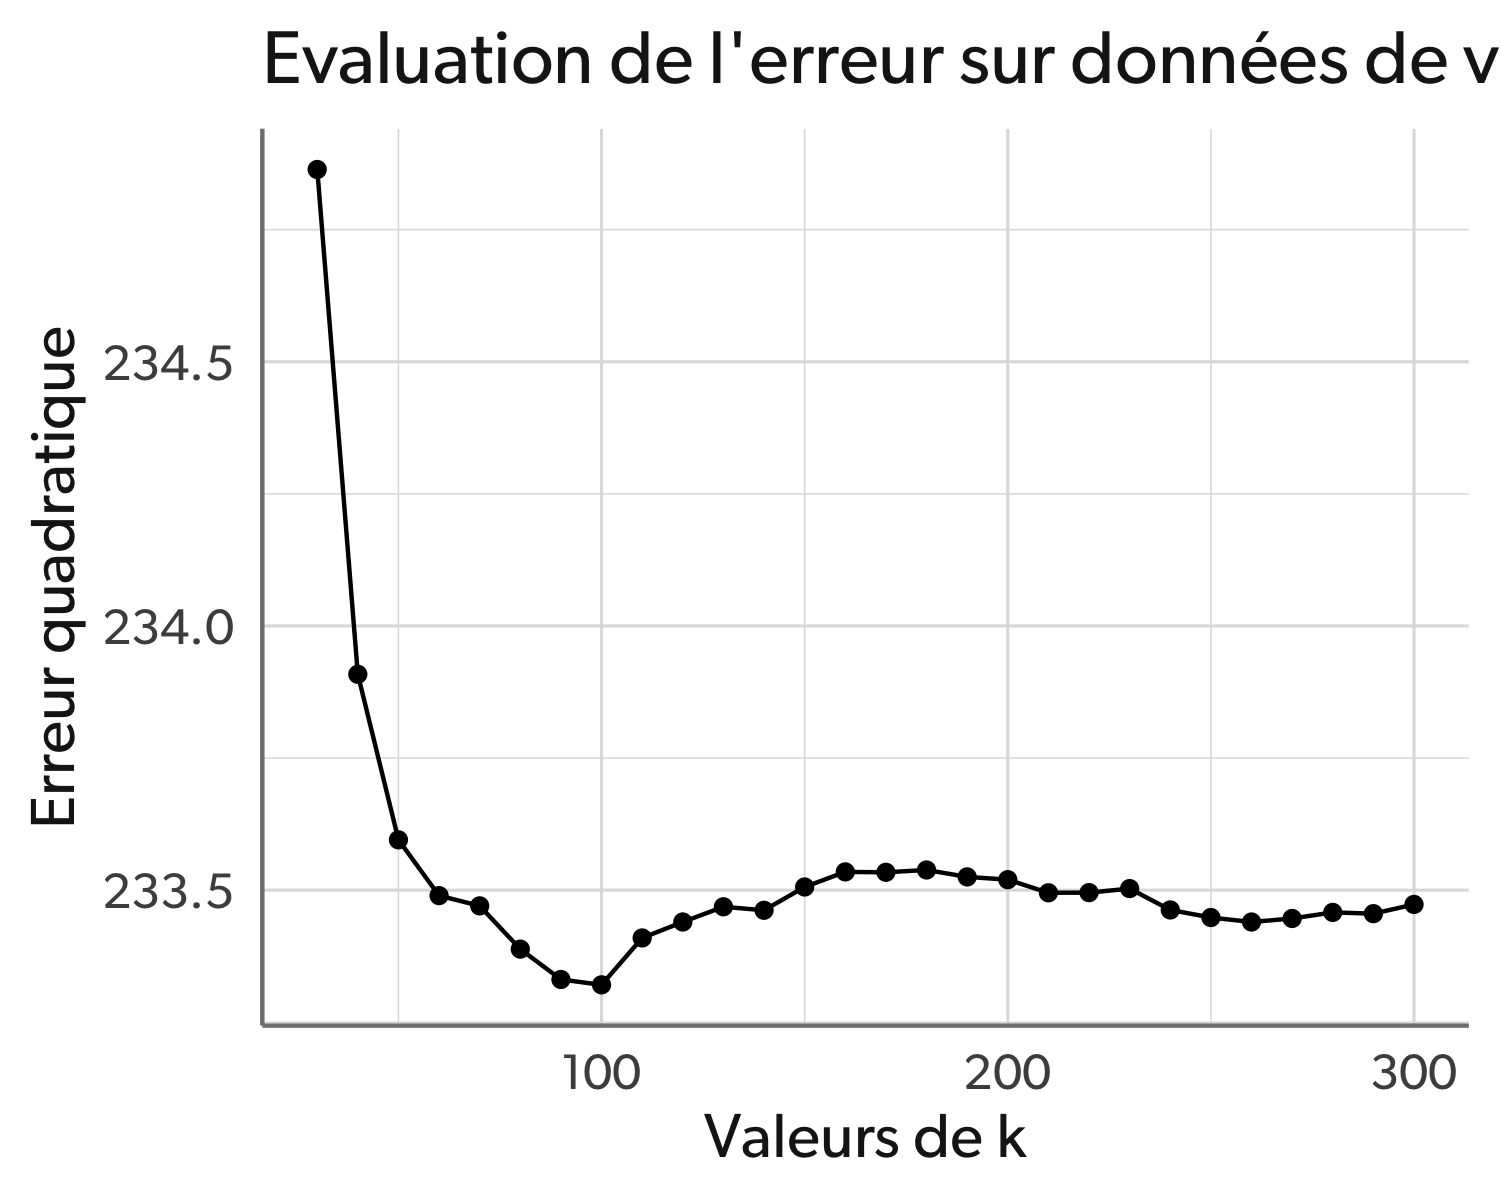 Evaluation de l'erreur sur données de v
Erreur quadratique
234.5
234.0
233.5
100 200 300
Valeurs de k